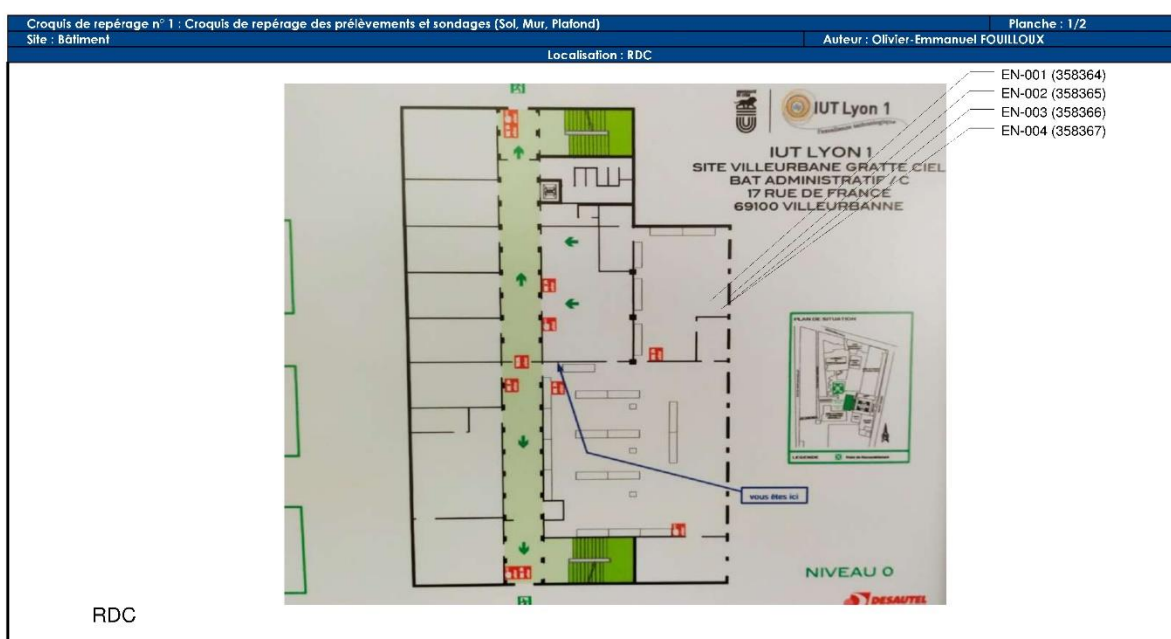 Croquis de repérage n° 1 : Croquis de repérage des prélèvements et sondages (Sol, Mur, Plafond)
Planche : 1/2
Site : Bâtiment
Auteur : Olivier-Emmanuel FOUILLOUX
Localisation : RDC
EN-001 (358364)
EN-002 (358365)
EN-003 (358366)
EN-004 (358367)
IUT Lyon 1
IUT LYON 1
SITE VILLEURBANE GRATTE CIEL
BAT ADMINISTRATIF / C
17 RUE DE FRANCE
69100 VILLEURBANNE
PLAN DE SITUATION
LEGENDE
vous êtes ici
NIVEAU 0
DESAUTEL
RDC